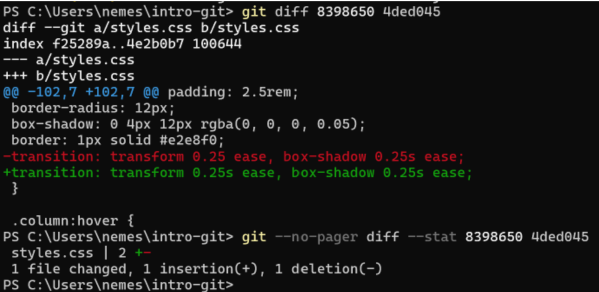 PS C:\Users\nemes\intro-git> git diff 8398650 4ded045
diff --git a/styles.css b/styles.css
index f25289a..4e2b0b7 100644
--- a/styles.css
+++ b/styles.css
@@ -102,7 +102,7 @@ padding: 2.5rem;
 border-radius: 12px;
 box-shadow: 0 4px 12px rgba(0, 0, 0, 0.05);
 border: 1px solid #e2e8f0;
-transition: transform 0.25 ease, box-shadow 0.25s ease;
+transition: transform 0.25s ease, box-shadow 0.25s ease;
 }
 .column:hover {
PS C:\Users\nemes\intro-git> git --no-pager diff --stat 8398650 4ded045
 styles.css | 2 +-
 1 file changed, 1 insertion(+), 1 deletion(-)
PS C:\Users\nemes\intro-git>